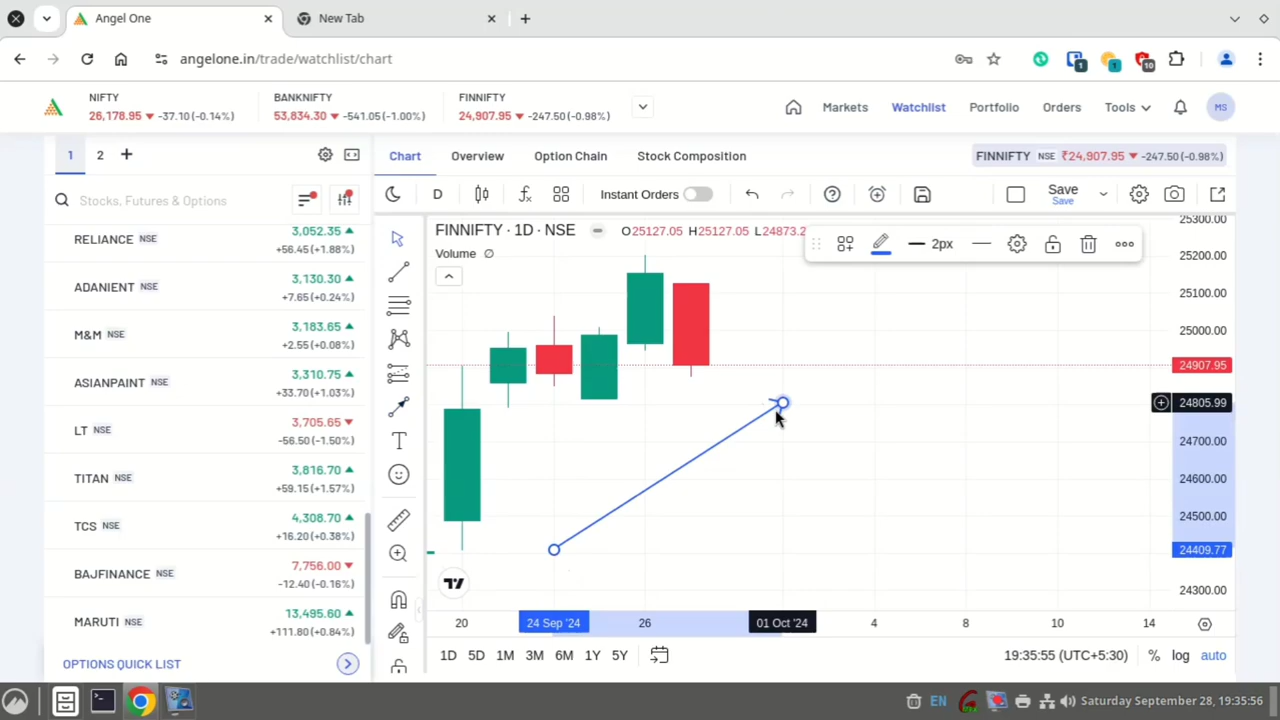 Angel One
New Tab
angelone.in/trade/watchlist/chart
1
1
10
NIFTY
26,178.95 -37.10 (-0.14%)
BANKNIFTY
53,834.30 -541.05 (-1.00%)
FINNIFTY
24,907.95 -247.50 (-0.98%)
Markets
Watchlist
Portfolio
Orders
Tools
MS
1
2
Chart
Overview
Option Chain
Stock Composition
FINNIFTY NSE ₹24,907.95 -247.50 (-0.98%)
Stocks, Futures & Options
D
Instant Orders
Save
Save
RELIANCE NSE 3,052.35
+56.45 (+1.88%)
ADANIENT NSE 3,130.30
+7.65 (+0.24%)
M&M NSE 3,183.65
+2.55 (+0.08%)
ASIANPAINT NSE 3,310.75
+33.70 (+1.03%)
LT NSE 3,705.65
-56.50 (-1.50%)
TITAN NSE 3,816.70
+59.15 (+1.57%)
TCS NSE 4,308.70
+16.20 (+0.38%)
BAJFINANCE NSE 7,756.00
-12.40 (-0.16%)
MARUTI NSE 13,495.60
+111.80 (+0.84%)
OPTIONS QUICK LIST
FINNIFTY · 1D · NSE O25127.05 H25127.05 L24873.2
Volume
2px
25300.00
25200.00
25100.00
25000.00
24907.95
24805.99
24700.00
24600.00
24500.00
24409.77
24300.00
20
24 Sep '24
26
01 Oct '24
4
8
10
14
1D 5D 1M 3M 6M 1Y 5Y
19:35:55 (UTC+5:30) % log auto
EN
Saturday September 28, 19:35:56